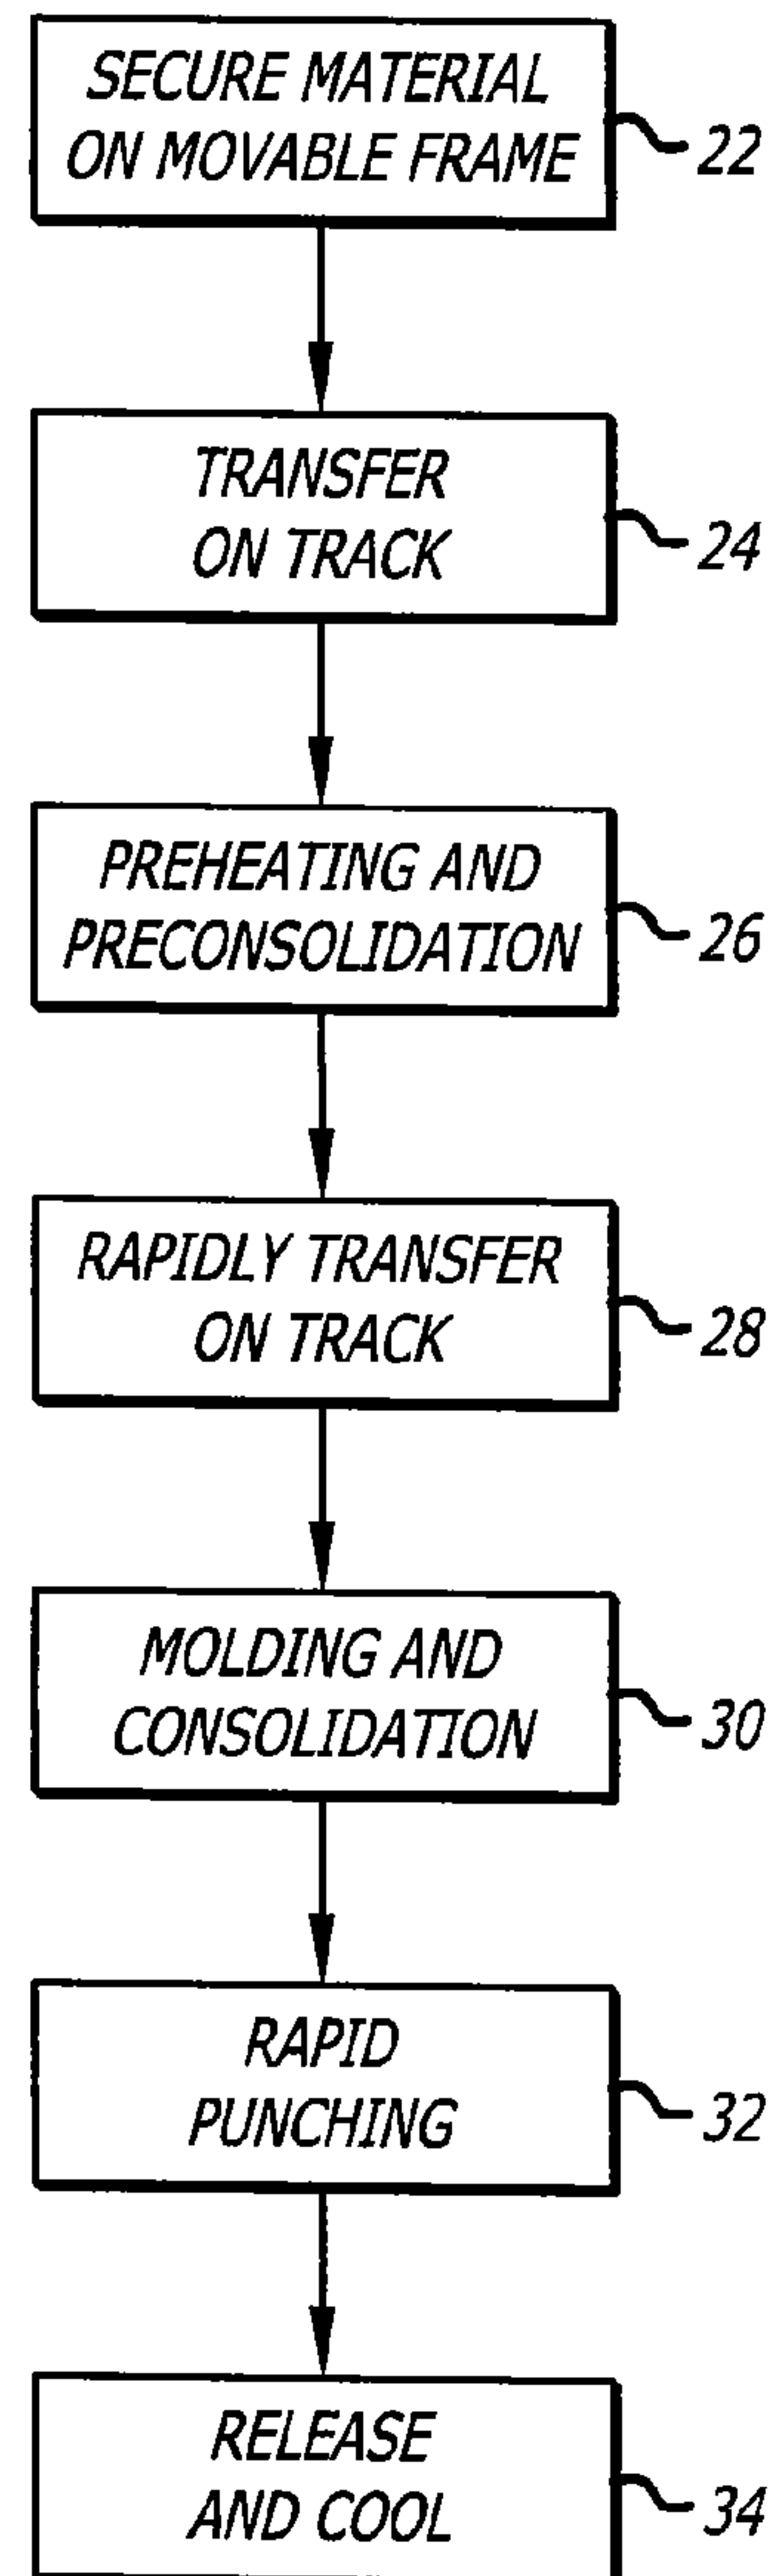 SECURE MATERIAL
ON MOVABLE FRAME
22
TRANSFER
ON TRACK
24
PREHEATING AND
PRECONSOLIDATION
26
RAPIDLY TRANSFER
ON TRACK
28
MOLDING AND
CONSOLIDATION
30
RAPID
PUNCHING
32
RELEASE
AND COOL
34